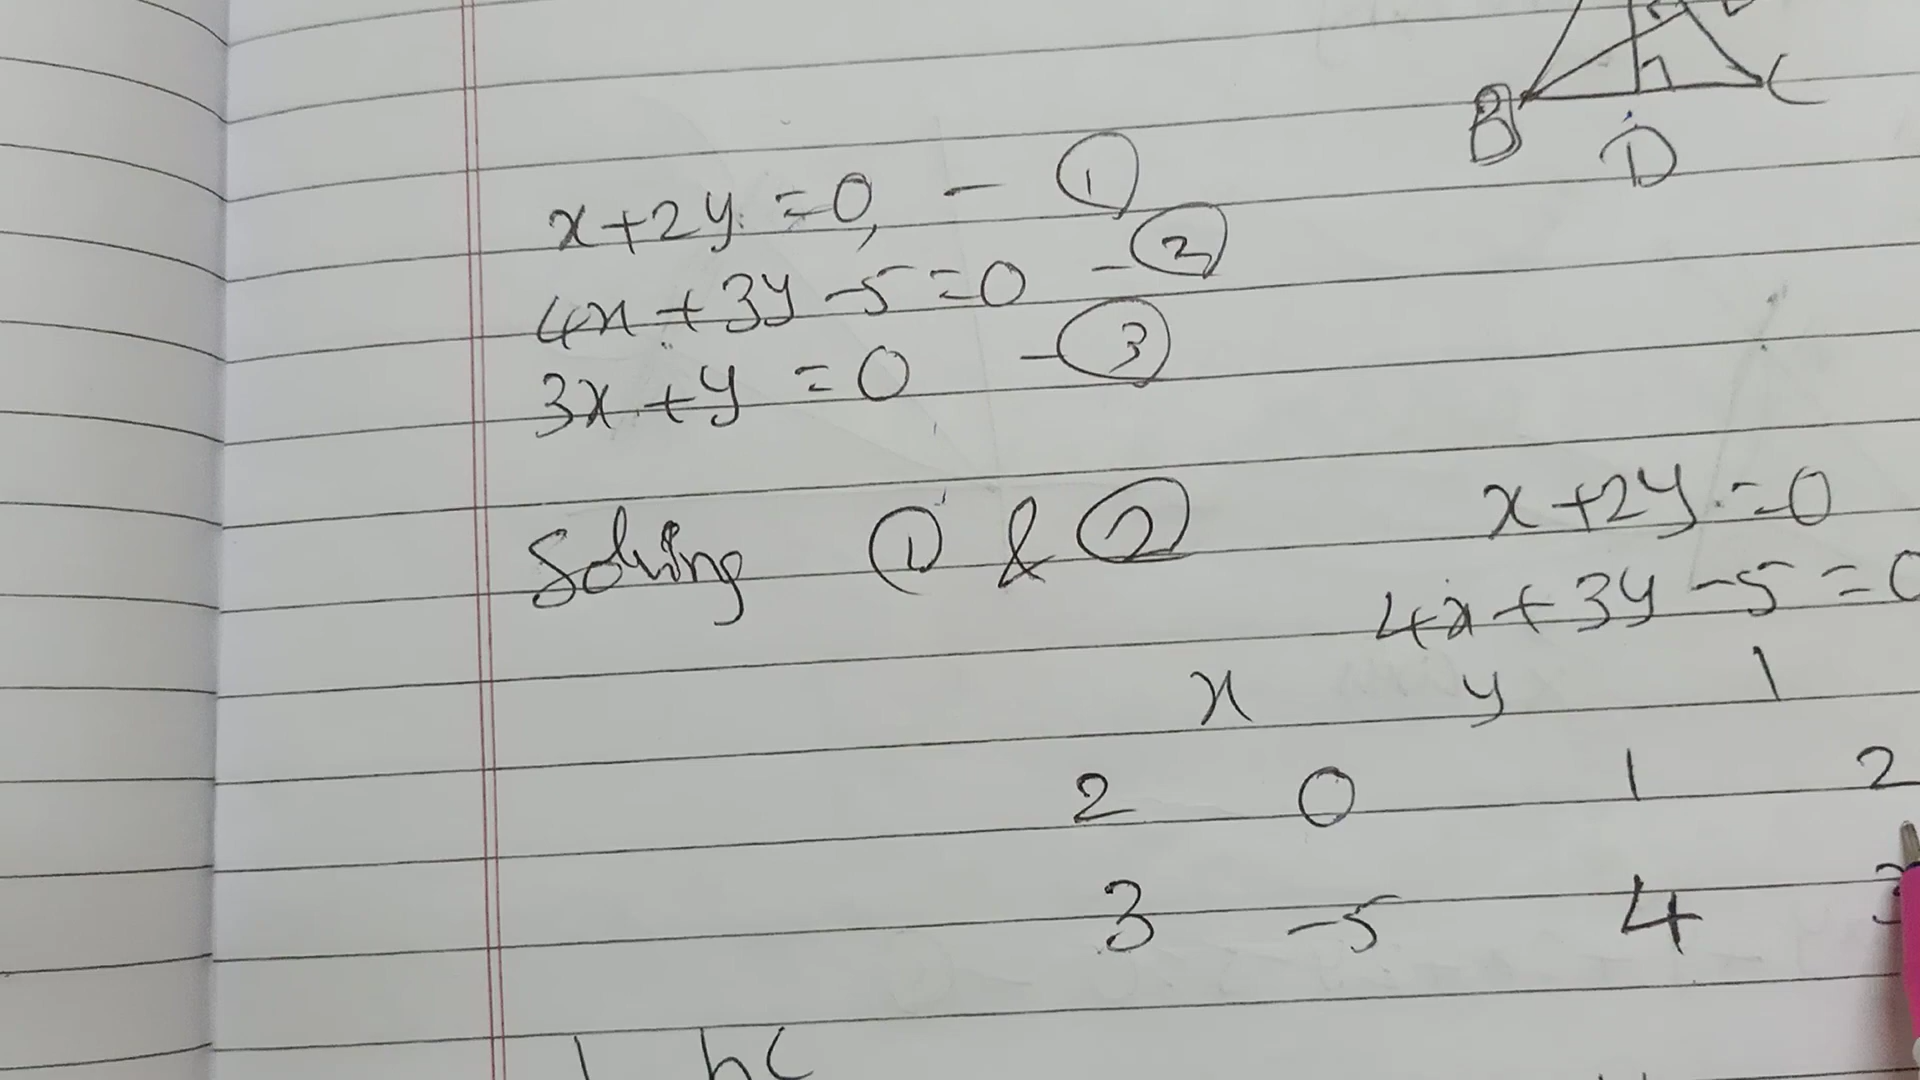 B D C
x+2y=0, - ①
4x+3y-5=0 - ②
3x+y=0 - ③
Solving ① & ②
x+2y=0
4x+3y-5=0
x y 1
2 0 1 2
3 -5 4 3